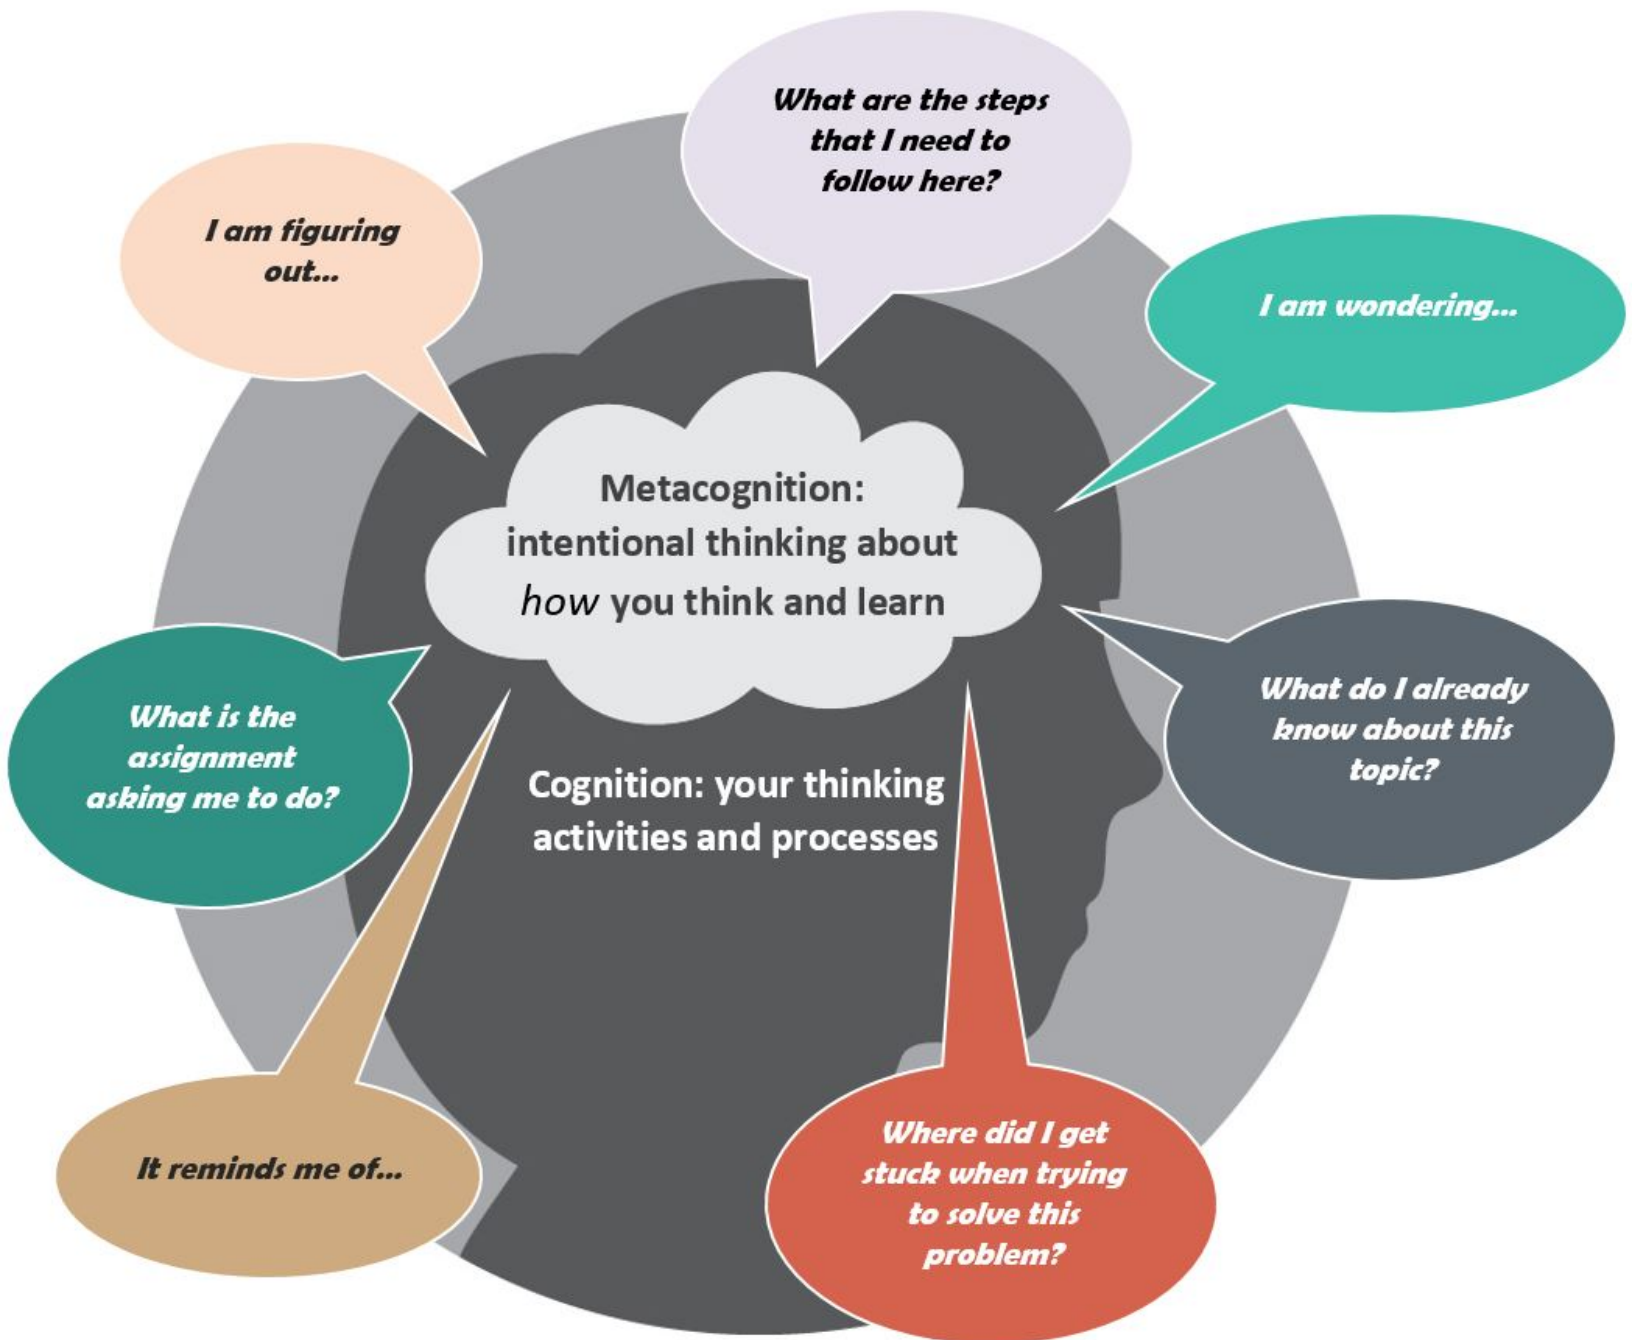 What are the steps
that I need to
follow here?
I am figuring
out...
I am wondering...
Metacognition:
intentional thinking about
how you think and learn
What is the
assignment
asking me to do?
What do I already
know about this
topic?
Cognition: your thinking
activities and processes
It reminds me of...
Where did I get
stuck when trying
to solve this
problem?